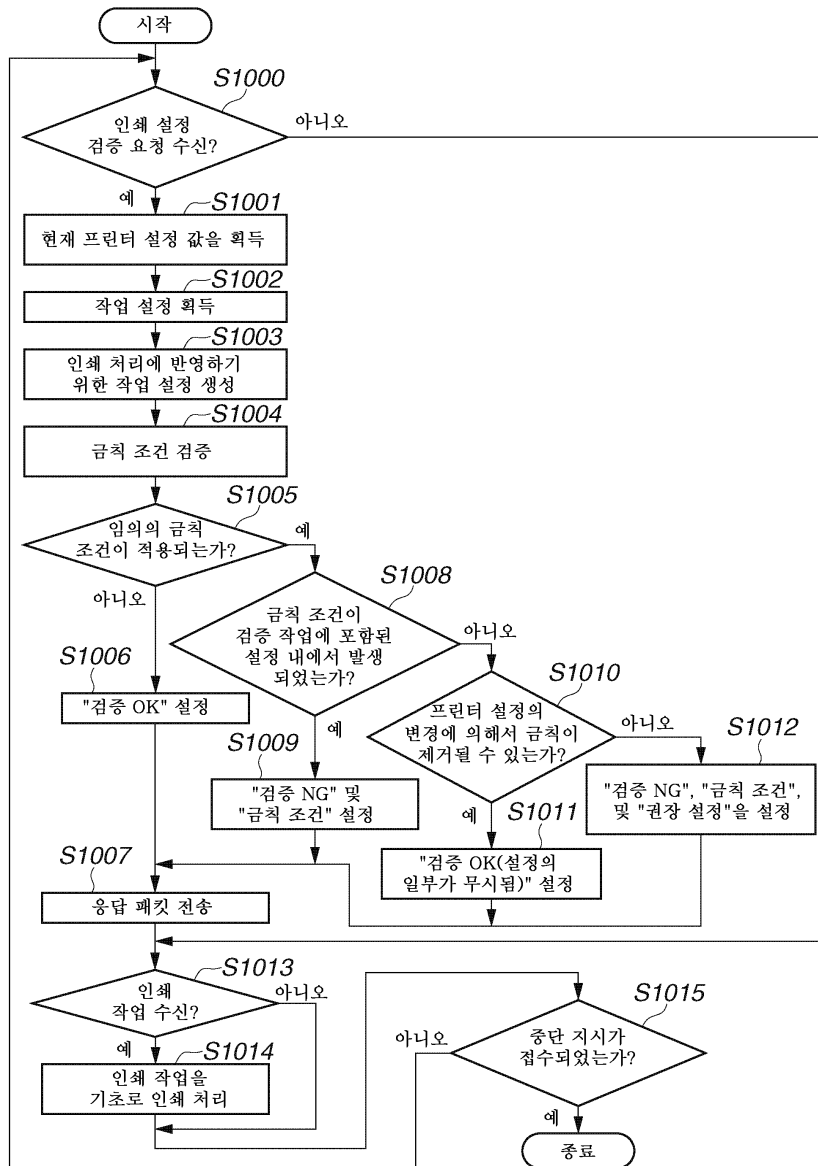 시작
S1000
인쇄 설정
검증 요청 수신?
아니오
예
S1001
현재 프린터 설정 값을 획득
S1002
작업 설정 획득
S1003
인쇄 처리에 반영하기
위한 작업 설정 생성
S1004
금칙 조건 검증
S1005
임의의 금칙
조건이 적용되는가?
예
아니오
S1008
금칙 조건이
검증 작업에 포함된
설정 내에서 발생
되었는가?
아니오
예
S1006
"검증 OK" 설정
S1010
프린터 설정의
변경에 의해서 금칙이
제거될 수 있는가?
아니오
예
S1009
"검증 NG" 및
"금칙 조건" 설정
S1012
"검증 NG", "금칙 조건",
및 "권장 설정"을 설정
S1011
"검증 OK(설정의
일부가 무시됨)" 설정
S1007
응답 패킷 전송
S1013
인쇄
작업 수신?
아니오
예
S1014
인쇄 작업을
기초로 인쇄 처리
S1015
중단 지시가
접수되었는가?
아니오
예
종료